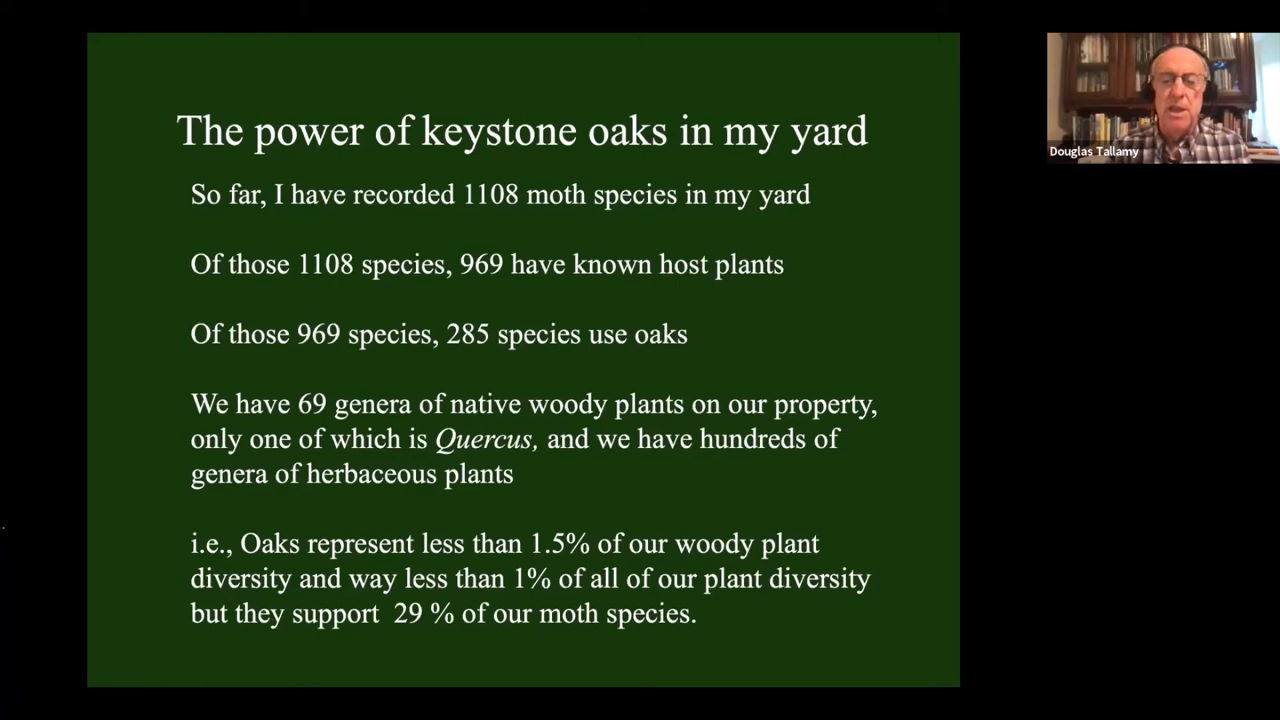 The power of keystone oaks in my yard
So far, I have recorded 1108 moth species in my yard
Of those 1108 species, 969 have known host plants
Of those 969 species, 285 species use oaks
We have 69 genera of native woody plants on our property,
only one of which is Quercus, and we have hundreds of
genera of herbaceous plants
i.e., Oaks represent less than 1.5% of our woody plant
diversity and way less than 1% of all of our plant diversity
but they support  29 % of our moth species.
Douglas Tallamy